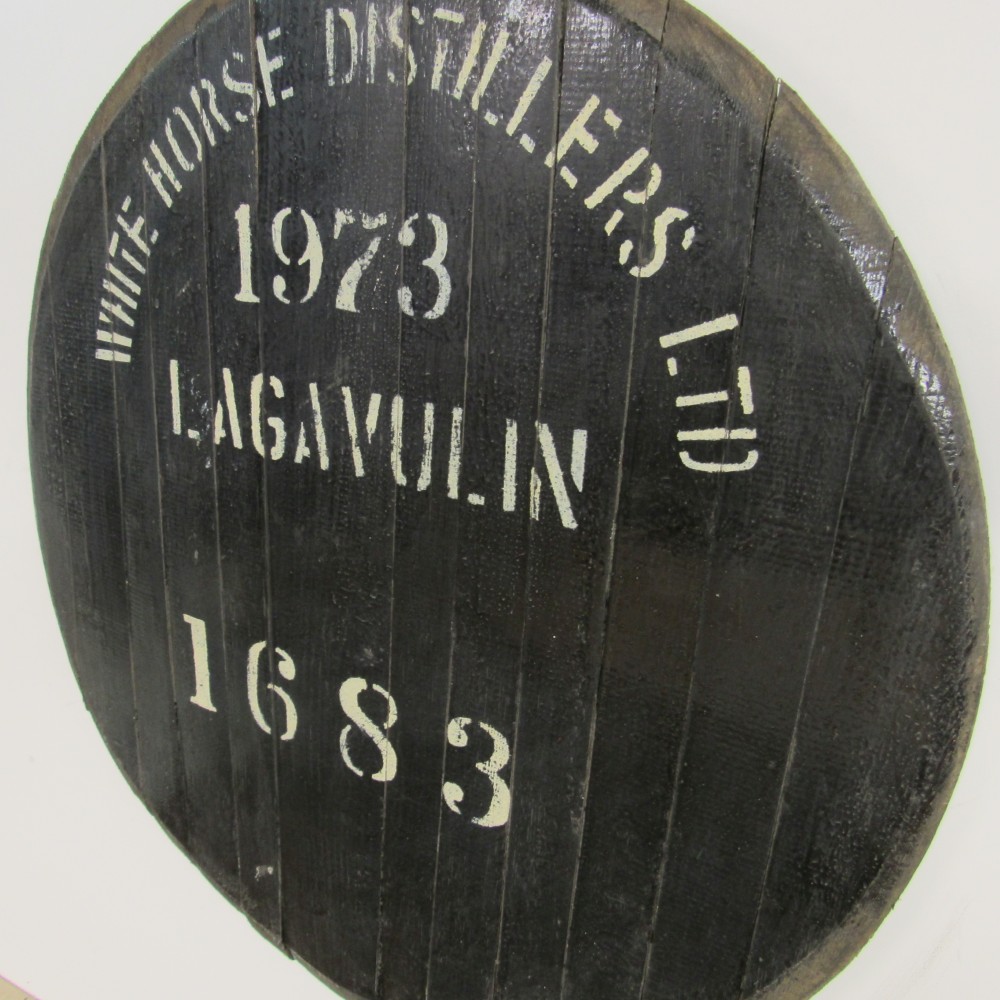 WHITE HORSE DISTILLERS LTD
1973
LAGAVULIN
1683